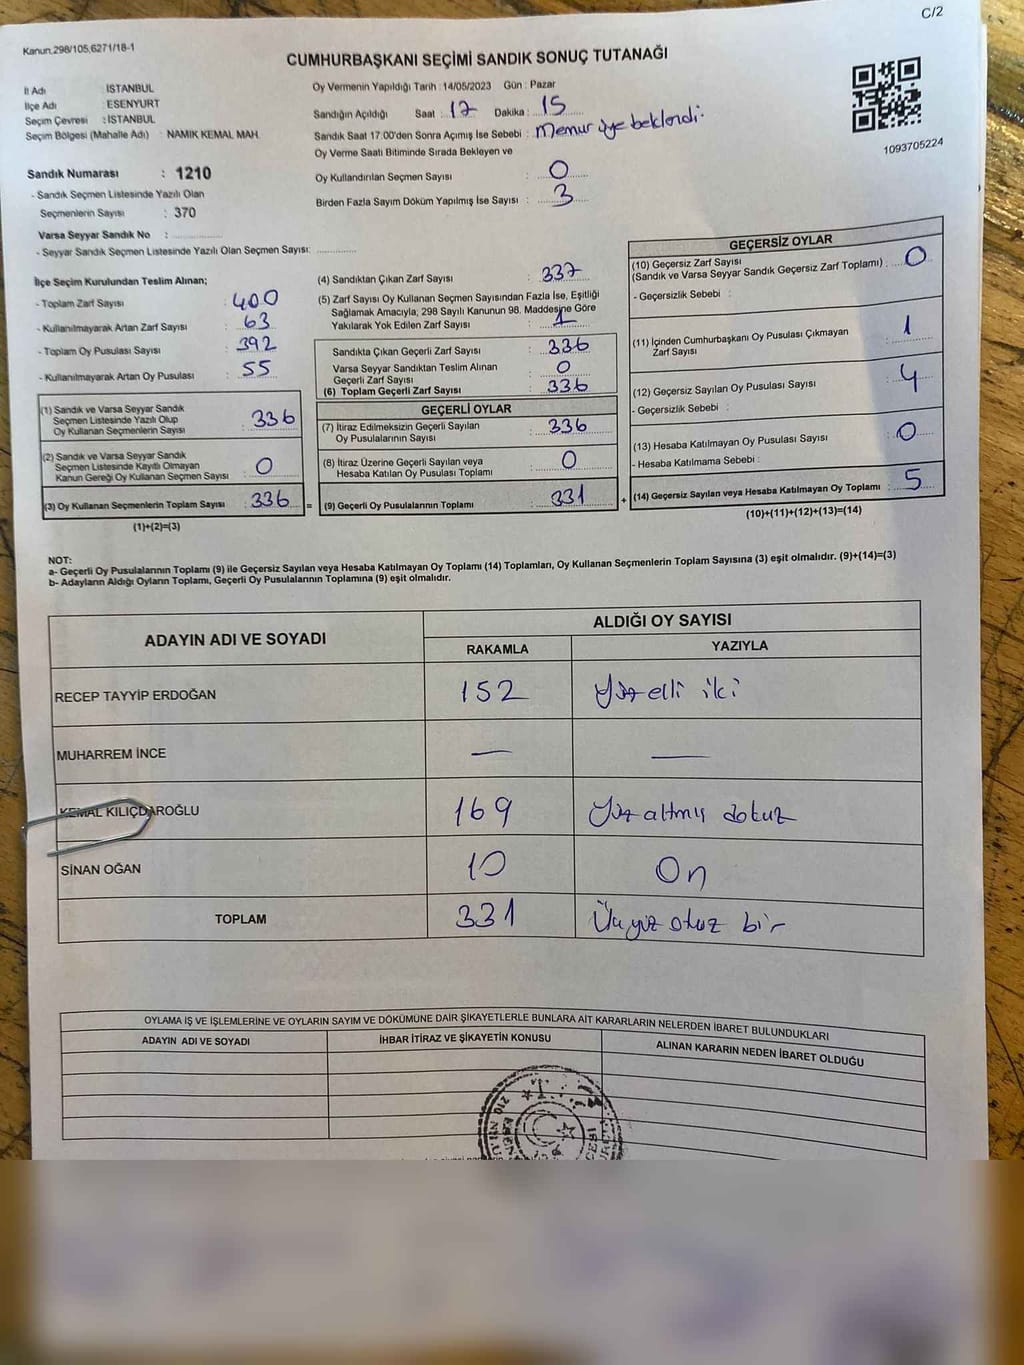 C/2
Kanun.298/105,6271/18-1
CUMHURBAŞKANI SEÇİMİ SANDIK SONUÇ TUTANAĞI
İl Adı : İSTANBUL
İlçe Adı : ESENYURT
Seçim Çevresi : İSTANBUL
Seçim Bölgesi (Mahalle Adı) : NAMIK KEMAL MAH.
Sandık Numarası : 1210
- Sandık Seçmen Listesinde Yazılı Olan
Seçmenlerin Sayısı : 370
Varsa Seyyar Sandık No :
- Seyyar Sandık Seçmen Listesinde Yazılı Olan Seçmen Sayısı:
Oy Vermenin Yapıldığı Tarih : 14/05/2023 Gün : Pazar
Sandığın Açıldığı Saat : 17 Dakika : 15
Sandık Saat 17:00'den Sonra Açımış İse Sebebi : Memur üye beklendi.
Oy Verme Saati Bitiminde Sırada Bekleyen ve
Oy Kullandırılan Seçmen Sayısı : 0
Birden Fazla Sayım Döküm Yapılmış İse Sayısı : 3
1093705224
İlçe Seçim Kurulundan Teslim Alınan;
- Toplam Zarf Sayısı : 400
- Kullanılmayarak Artan Zarf Sayısı : 63
- Toplam Oy Pusulası Sayısı : 392
- Kullanılmayarak Artan Oy Pusulası : 55
(1) Sandık ve Varsa Seyyar Sandık
Seçmen Listesinde Yazılı Olup
Oy Kullanan Seçmenlerin Sayısı 336
(2) Sandık ve Varsa Seyyar Sandık
Seçmen Listesinde Kayıtlı Olmayan
Kanun Gereği Oy Kullanan Seçmen Sayısı 0
(3) Oy Kullanan Seçmenlerin Toplam Sayısı 336 =
(1)+(2)=(3)
(4) Sandıktan Çıkan Zarf Sayısı : 337
(5) Zarf Sayısı Oy Kullanan Seçmen Sayısından Fazla İse, Eşitliği
Sağlamak Amacıyla, 298 Sayılı Kanunun 98. Maddesine Göre
Yakılarak Yok Edilen Zarf Sayısı : 1
Sandıkta Çıkan Geçerli Zarf Sayısı : 336
Varsa Seyyar Sandıktan Teslim Alınan
Geçerli Zarf Sayısı : 0
(6) Toplam Geçerli Zarf Sayısı : 336
GEÇERLİ OYLAR
(7) İtiraz Edilmeksizin Geçerli Sayılan
Oy Pusulalarının Sayısı : 336
(8) İtiraz Üzerine Geçerli Sayılan veya
Hesaba Katılan Oy Pusulası Toplamı : 0
(9) Geçerli Oy Pusulalarının Toplamı : 331 +
GEÇERSİZ OYLAR
(10) Geçersiz Zarf Sayısı
(Sandık ve Varsa Seyyar Sandık Geçersiz Zarf Toplamı) : 0
- Geçersizlik Sebebi :
(11) İçinden Cumhurbaşkanı Oy Pusulası Çıkmayan
Zarf Sayısı : 1
(12) Geçersiz Sayılan Oy Pusulası Sayısı : 4
- Geçersizlik Sebebi :
(13) Hesaba Katılmayan Oy Pusulası Sayısı : 0
- Hesaba Katılmama Sebebi :
(14) Geçersiz Sayılan veya Hesaba Katılmayan Oy Toplamı : 5
(10)+(11)+(12)+(13)=(14)
NOT:
a- Geçerli Oy Pusulalarının Toplamı (9) ile Geçersiz Sayılan veya Hesaba Katılmayan Oy Toplamı (14) Toplamları, Oy Kullanan Seçmenlerin Toplam Sayısına (3) eşit olmalıdır. (9)+(14)=(3)
b- Adayların Aldığı Oyların Toplamı, Geçerli Oy Pusulalarının Toplamına (9) eşit olmalıdır.
ADAYIN ADI VE SOYADI ALDIĞI OY SAYISI
RAKAMLA YAZIYLA
RECEP TAYYİP ERDOĞAN 152 Yüzelli iki
MUHARREM İNCE — —
KEMAL KILIÇDAROĞLU 169 Yüz altmış dokuz
SİNAN OĞAN 10 On
TOPLAM 331 Üçyüz otuz bir
OYLAMA İŞ VE İŞLEMLERİNE VE OYLARIN SAYIM VE DÖKÜMÜNE DAİR ŞİKAYETLERLE BUNLARA AİT KARARLARIN NELERDEN İBARET BULUNDUKLARI
ADAYIN ADI VE SOYADI İHBAR İTİRAZ VE ŞİKAYETİN KONUSU ALINAN KARARIN NEDEN İBARET OLDUĞU